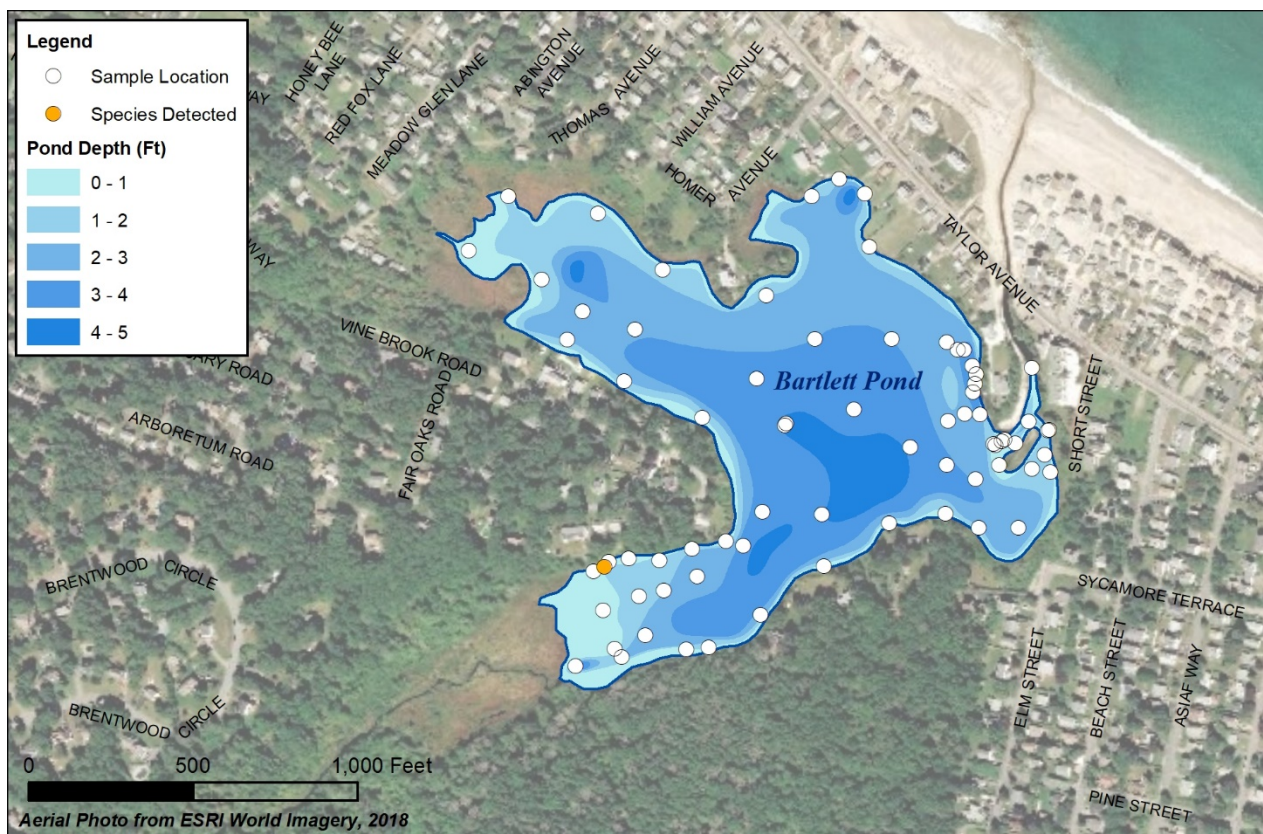 Legend
Sample Location
Species Detected
Pond Depth (Ft)
0 - 1
1 - 2
2 - 3
3 - 4
4 - 5
HONEY BEE
LANE
RED FOX LANE
MEADOW GLEN LANE
ABINGTON
AVENUE
THOMAS AVENUE
WILLIAM AVENUE
HOMER AVENUE
TAYLOR AVENUE
WAY
WAY
VINE BROOK ROAD
ROAD
ARBORETUM ROAD
FAIR OAKS ROAD
Bartlett Pond
SHORT STREET
BRENTWOOD CIRCLE
BRENTWOOD CIRCLE
SYCAMORE TERRACE
ELM STREET
BEACH STREET
ASIAF WAY
PINE STREET
0 500 1,000 Feet
Aerial Photo from ESRI World Imagery, 2018